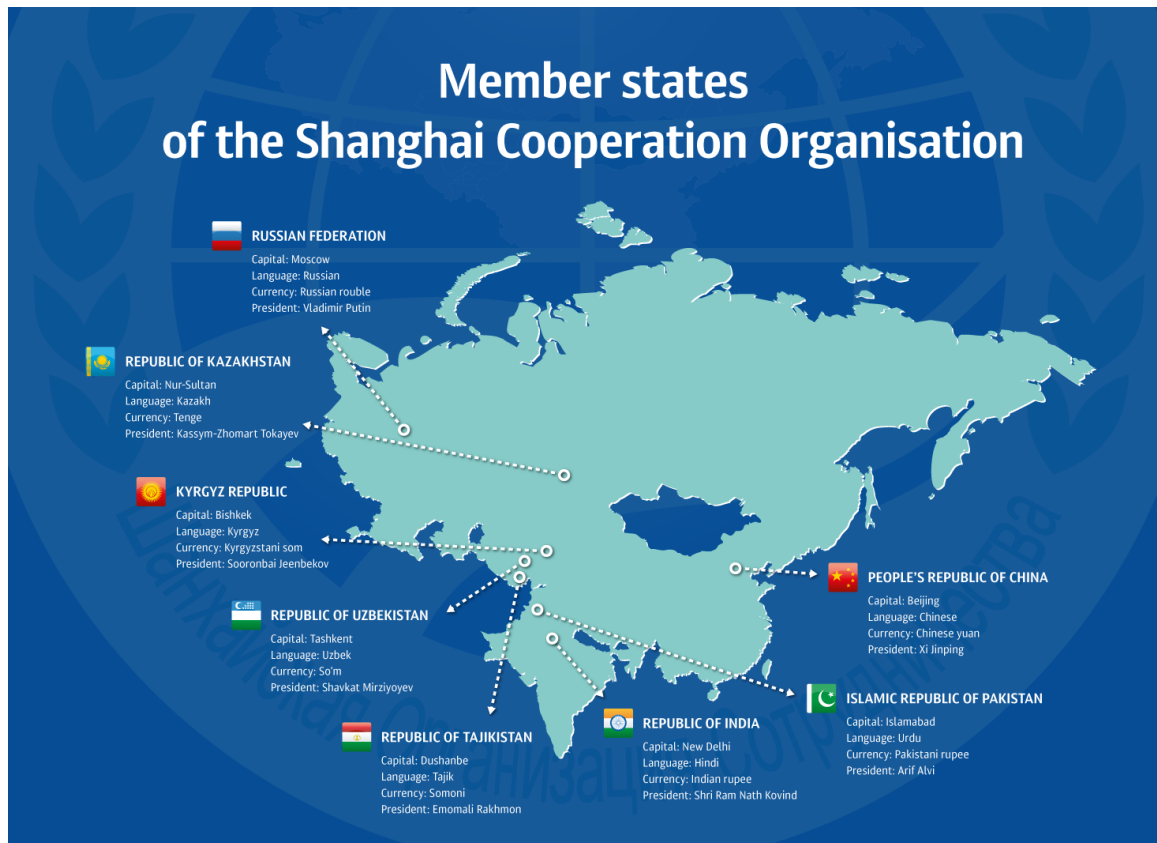 Member states
of the Shanghai Cooperation Organisation
RUSSIAN FEDERATION
Capital: Moscow
Language: Russian
Currency: Russian rouble
President: Vladimir Putin
REPUBLIC OF KAZAKHSTAN
Capital: Nur-Sultan
Language: Kazakh
Currency: Tenge
President: Kassym-Zhomart Tokayev
KYRGYZ REPUBLIC
Capital: Bishkek
Language: Kyrgyz
Currency: Kyrgyzstani som
President: Sooronbai Jeenbekov
REPUBLIC OF UZBEKISTAN
Capital: Tashkent
Language: Uzbek
Currency: So'm
President: Shavkat Mirziyoyev
REPUBLIC OF TAJIKISTAN
Capital: Dushanbe
Language: Tajik
Currency: Somoni
President: Emomali Rakhmon
REPUBLIC OF INDIA
Capital: New Delhi
Language: Hindi
Currency: Indian rupee
President: Shri Ram Nath Kovind
PEOPLE'S REPUBLIC OF CHINA
Capital: Beijing
Language: Chinese
Currency: Chinese yuan
President: Xi Jinping
ISLAMIC REPUBLIC OF PAKISTAN
Capital: Islamabad
Language: Urdu
Currency: Pakistani rupee
President: Arif Alvi
Шанхайская Организация Сотрудничества